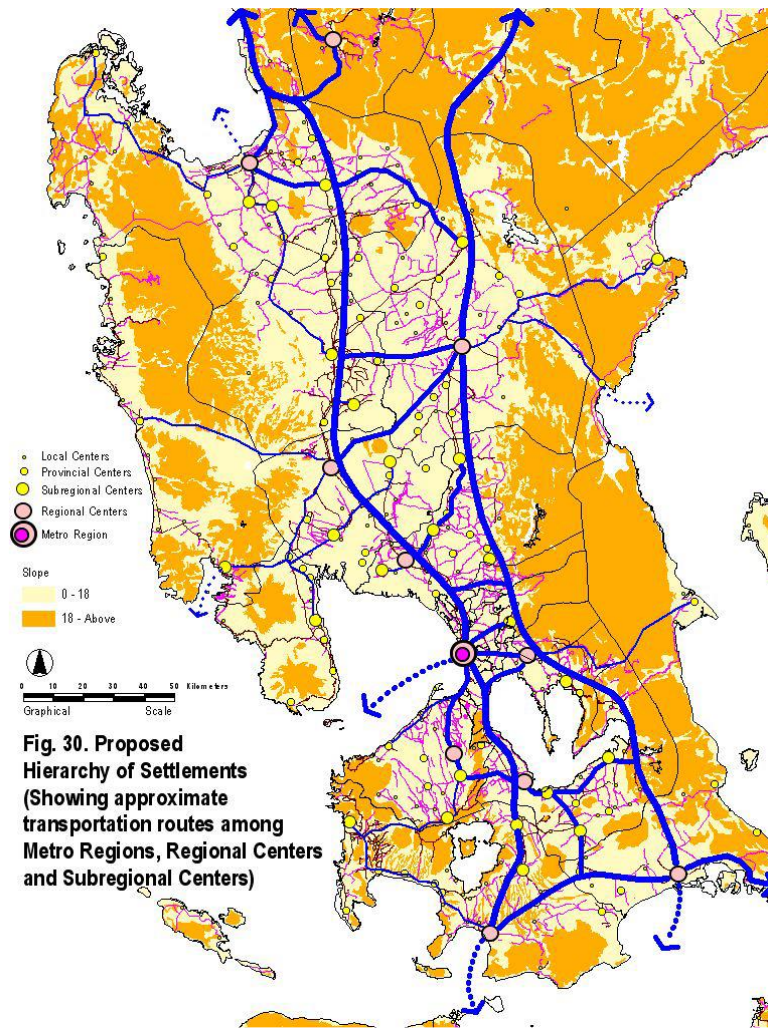 Local Centers
Provincial Centers
Subregional Centers
Regional Centers
Metro Region
Slope
0 - 18
18 - Above
0 10 20 30 40 50 Kilometers
Graphical Scale
Fig. 30. Proposed
Hierarchy of Settlements
(Showing approximate
transportation routes among
Metro Regions, Regional Centers
and Subregional Centers)